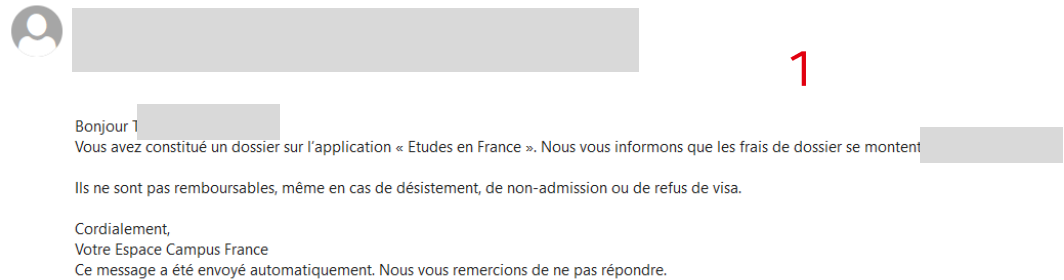 1
Bonjour T
Vous avez constitué un dossier sur l'application « Etudes en France ». Nous vous informons que les frais de dossier se montent
Ils ne sont pas remboursables, même en cas de désistement, de non-admission ou de refus de visa.
Cordialement,
Votre Espace Campus France
Ce message a été envoyé automatiquement. Nous vous remercions de ne pas répondre.